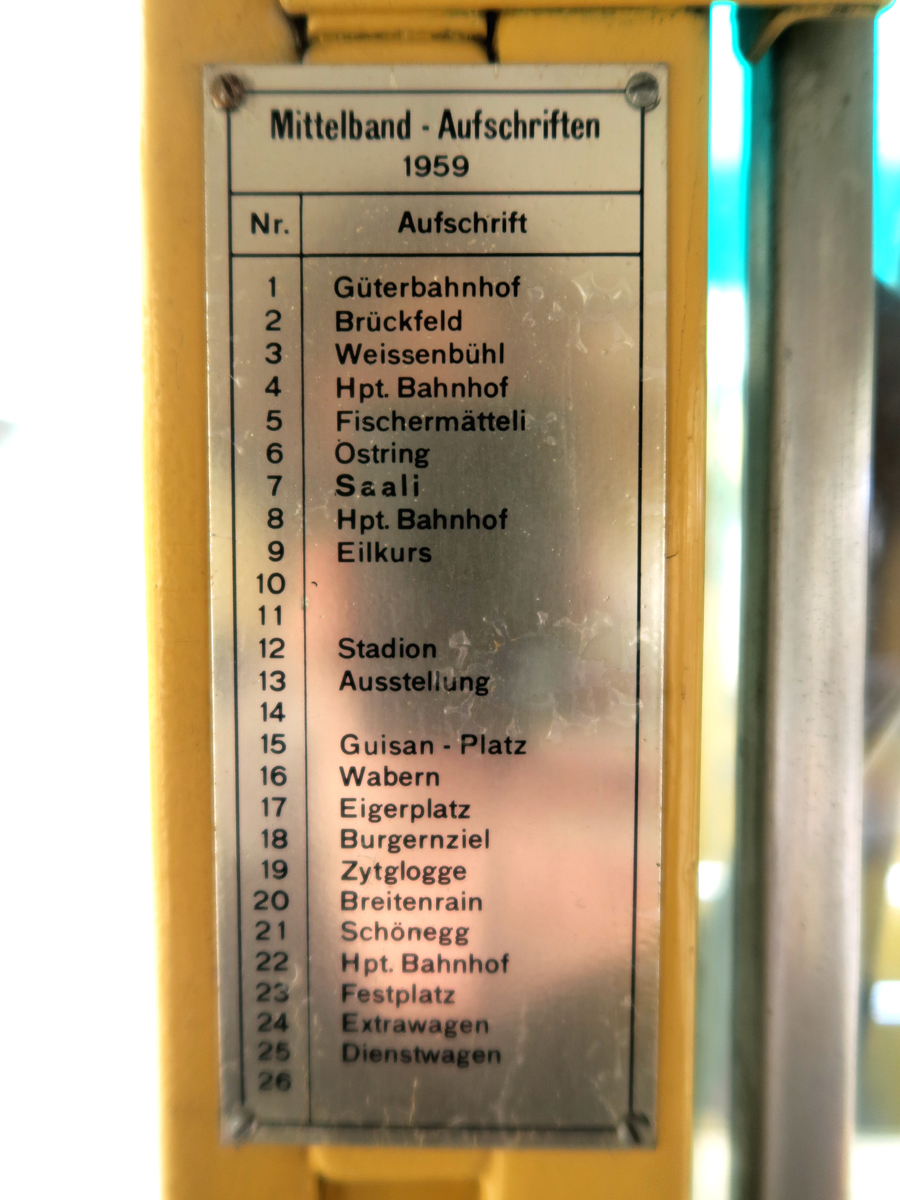 Mittelband - Aufschriften
1959
Nr. Aufschrift
1 Güterbahnhof
2 Brückfeld
3 Weissenbühl
4 Hpt. Bahnhof
5 Fischermätteli
6 Ostring
7 Saali
8 Hpt. Bahnhof
9 Eilkurs
10
11
12 Stadion
13 Ausstellung
14
15 Guisan - Platz
16 Wabern
17 Eigerplatz
18 Burgernziel
19 Zytglogge
20 Breitenrain
21 Schönegg
22 Hpt. Bahnhof
23 Festplatz
24 Extrawagen
25 Dienstwagen
26